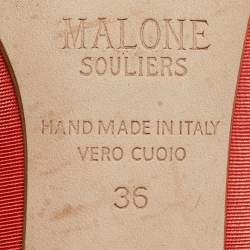 MALONE
SOULIERS
HAND MADE IN ITALY
VERO CUOIO
36